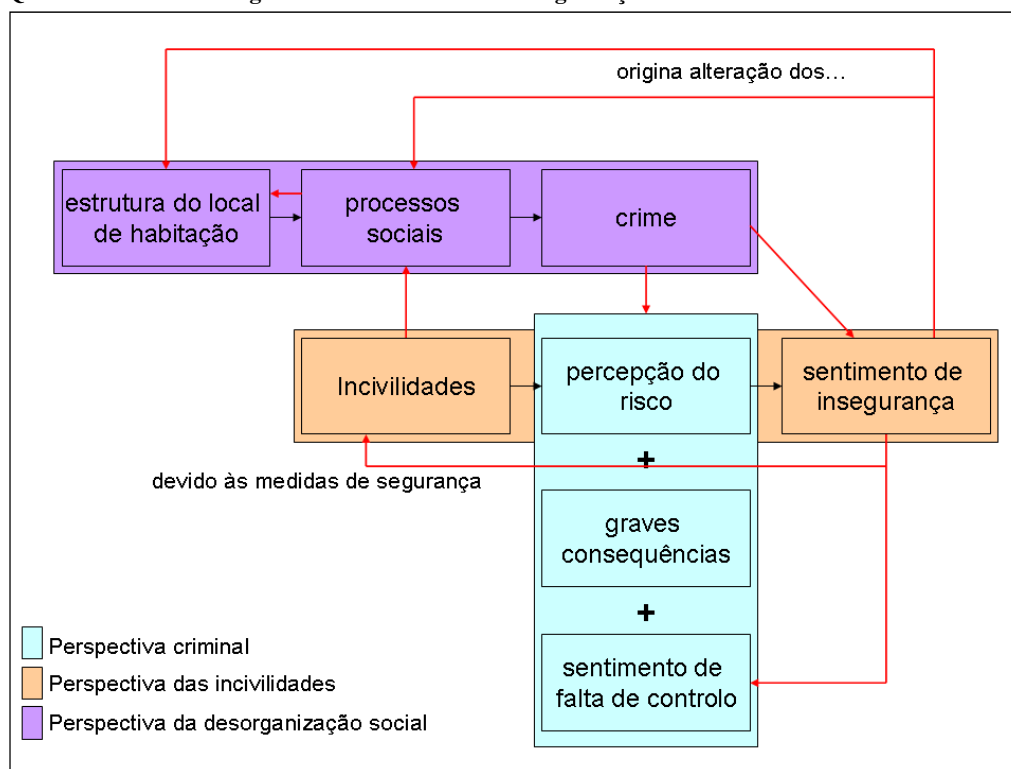 origina alteração dos...
estrutura do local
de habitação
processos
sociais
crime
Incivilidades
percepção do
risco
sentimento de
insegurança
+
devido às medidas de segurança
graves
consequências
+
sentimento de
falta de controlo
Perspectiva criminal
Perspectiva das incivilidades
Perspectiva da desorganização social